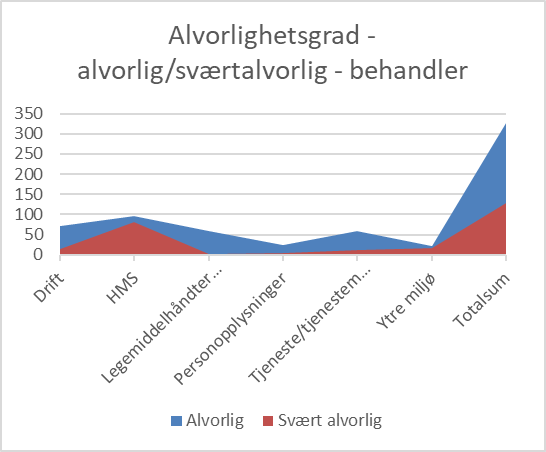 Alvorlighetsgrad -
alvorlig/sværtalvorlig - behandler
350
300
250
200
150
100
50
0
Drift
HMS
Legemiddelhåndter...
Personopplysninger
Tjeneste/tjenestem...
Ytre miljø
Totalsum
Alvorlig
Svært alvorlig